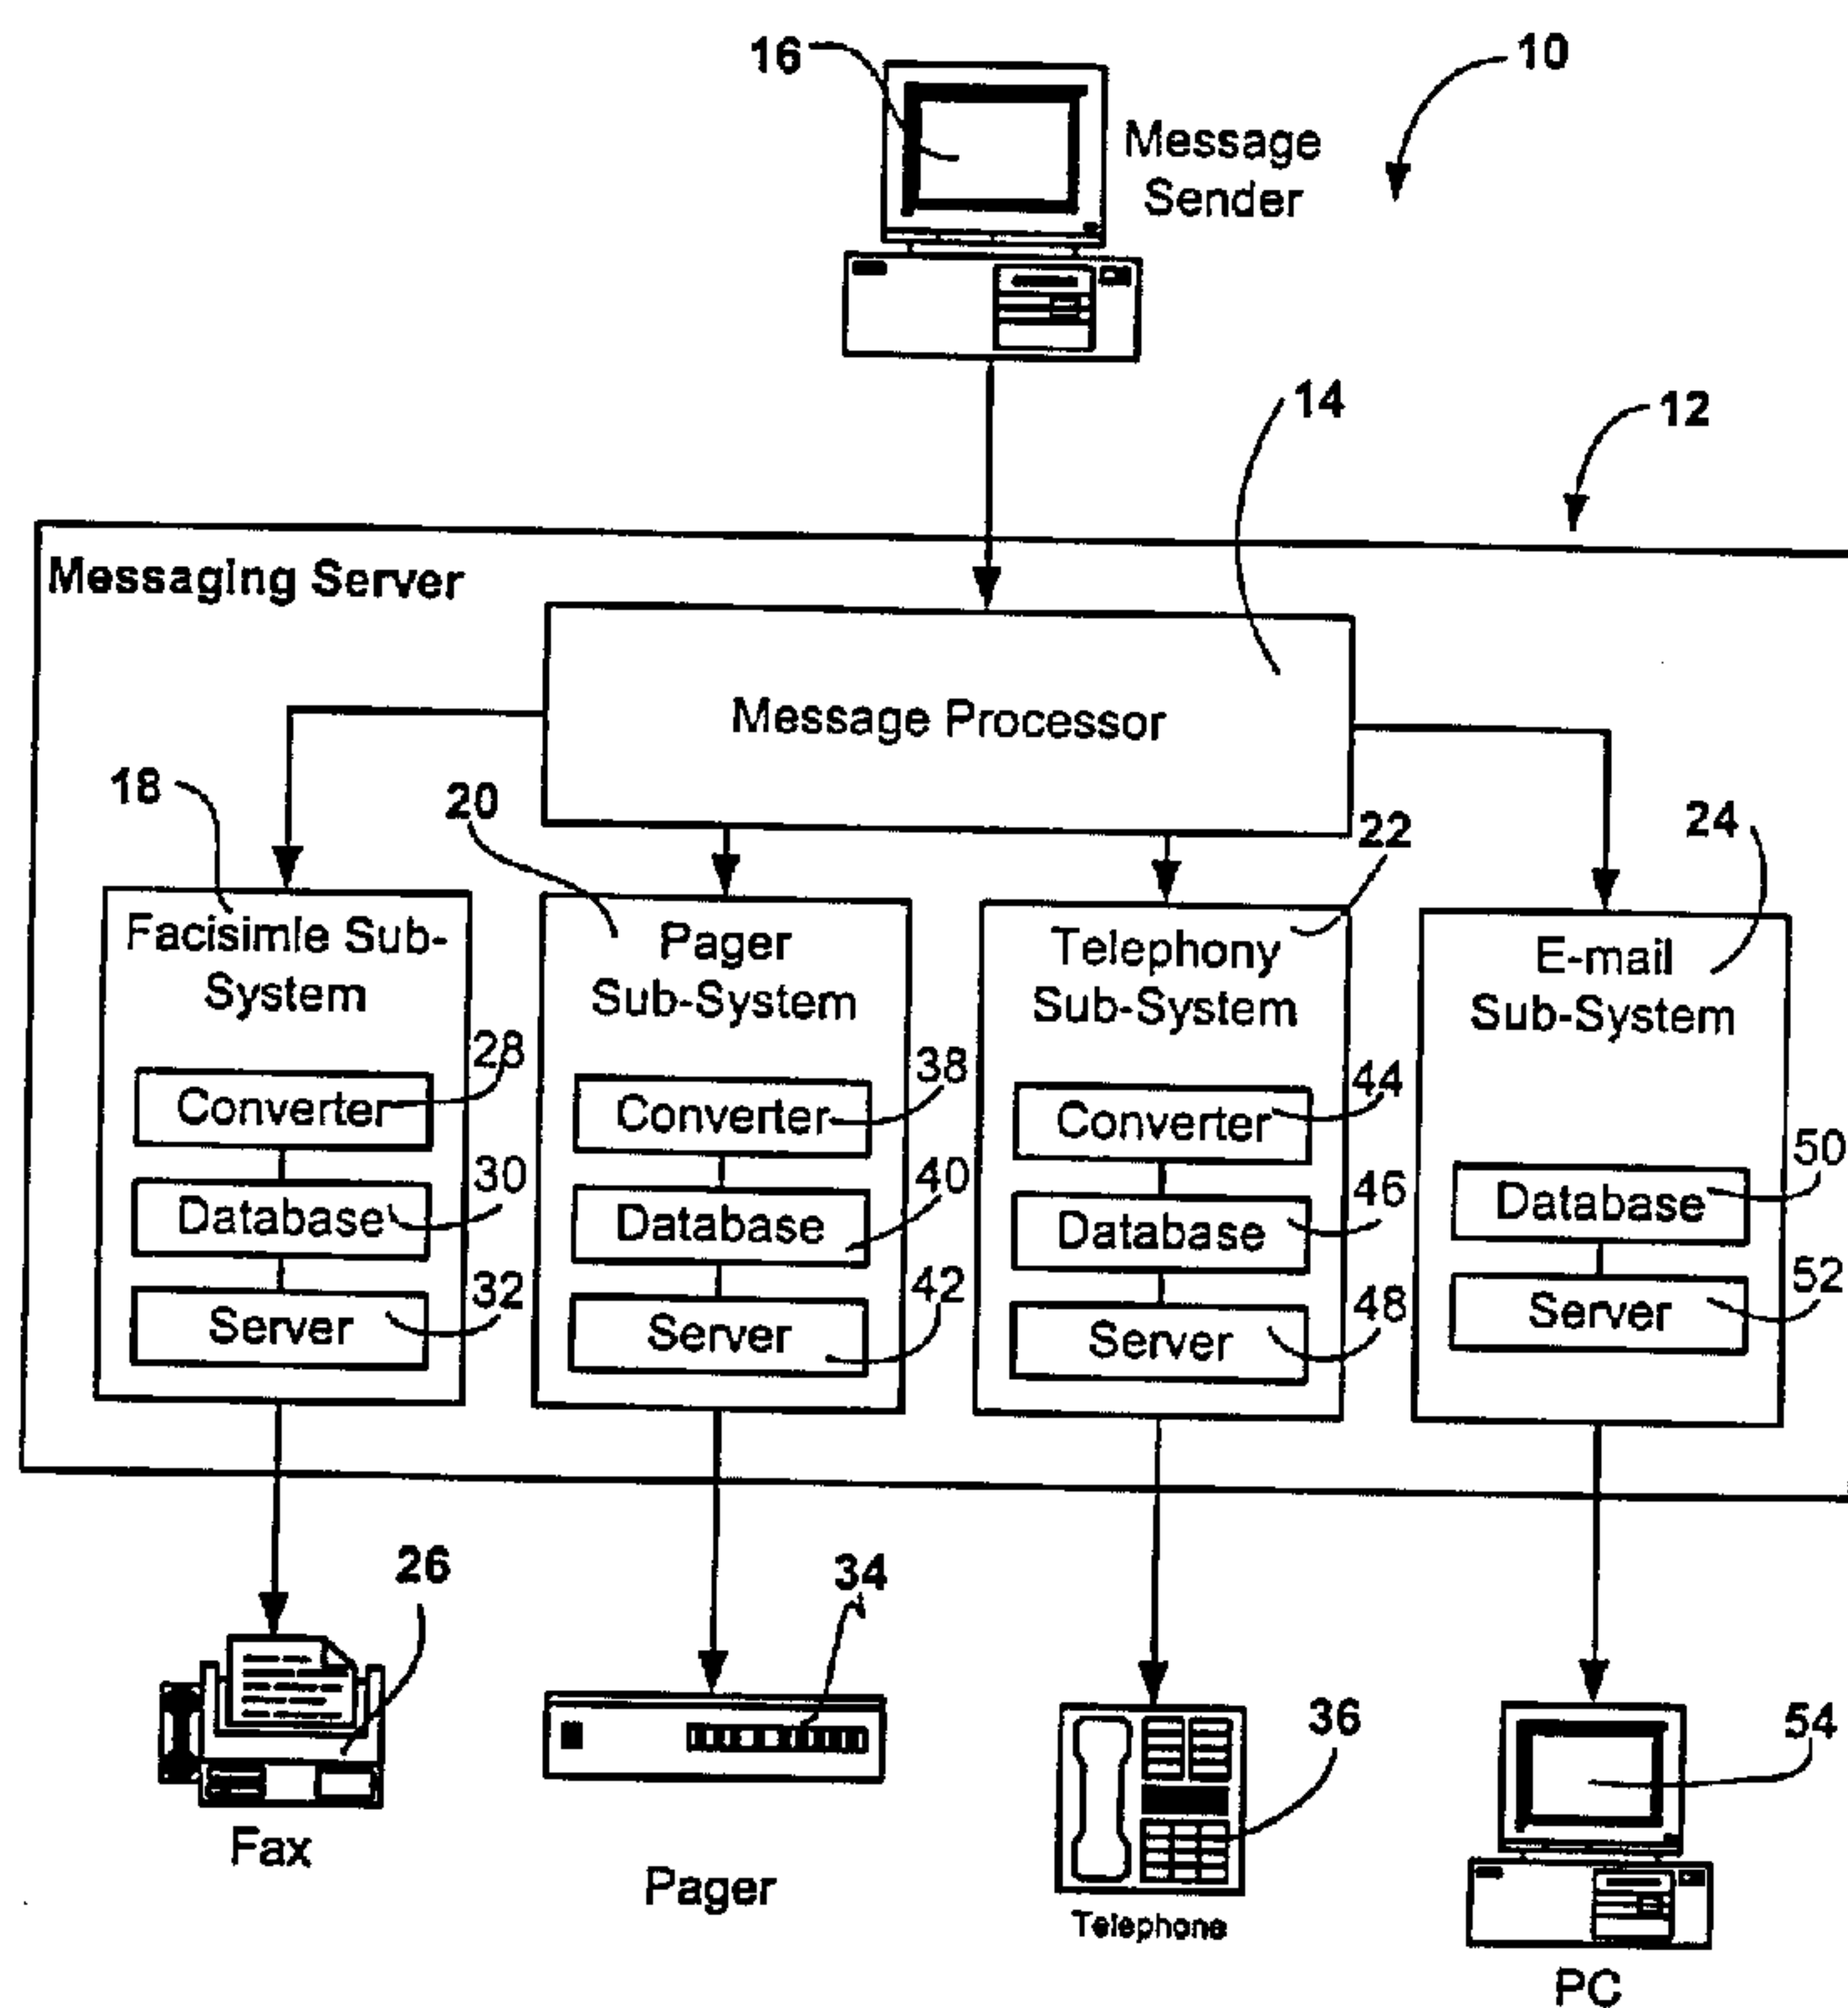 16
10
Message
Sender
14
12
Messaging Server
Message Processor
18
20
22
24
Facisimle Sub-
System
Pager
Sub-System
Telephony
Sub-System
E-mail
Sub-System
28
Converter
38
Converter
44
Converter
30
Database
40
Database
46
Database
50
Database
32
Server
42
Server
48
Server
52
Server
26
34
36
54
Fax
Pager
Telephone
PC